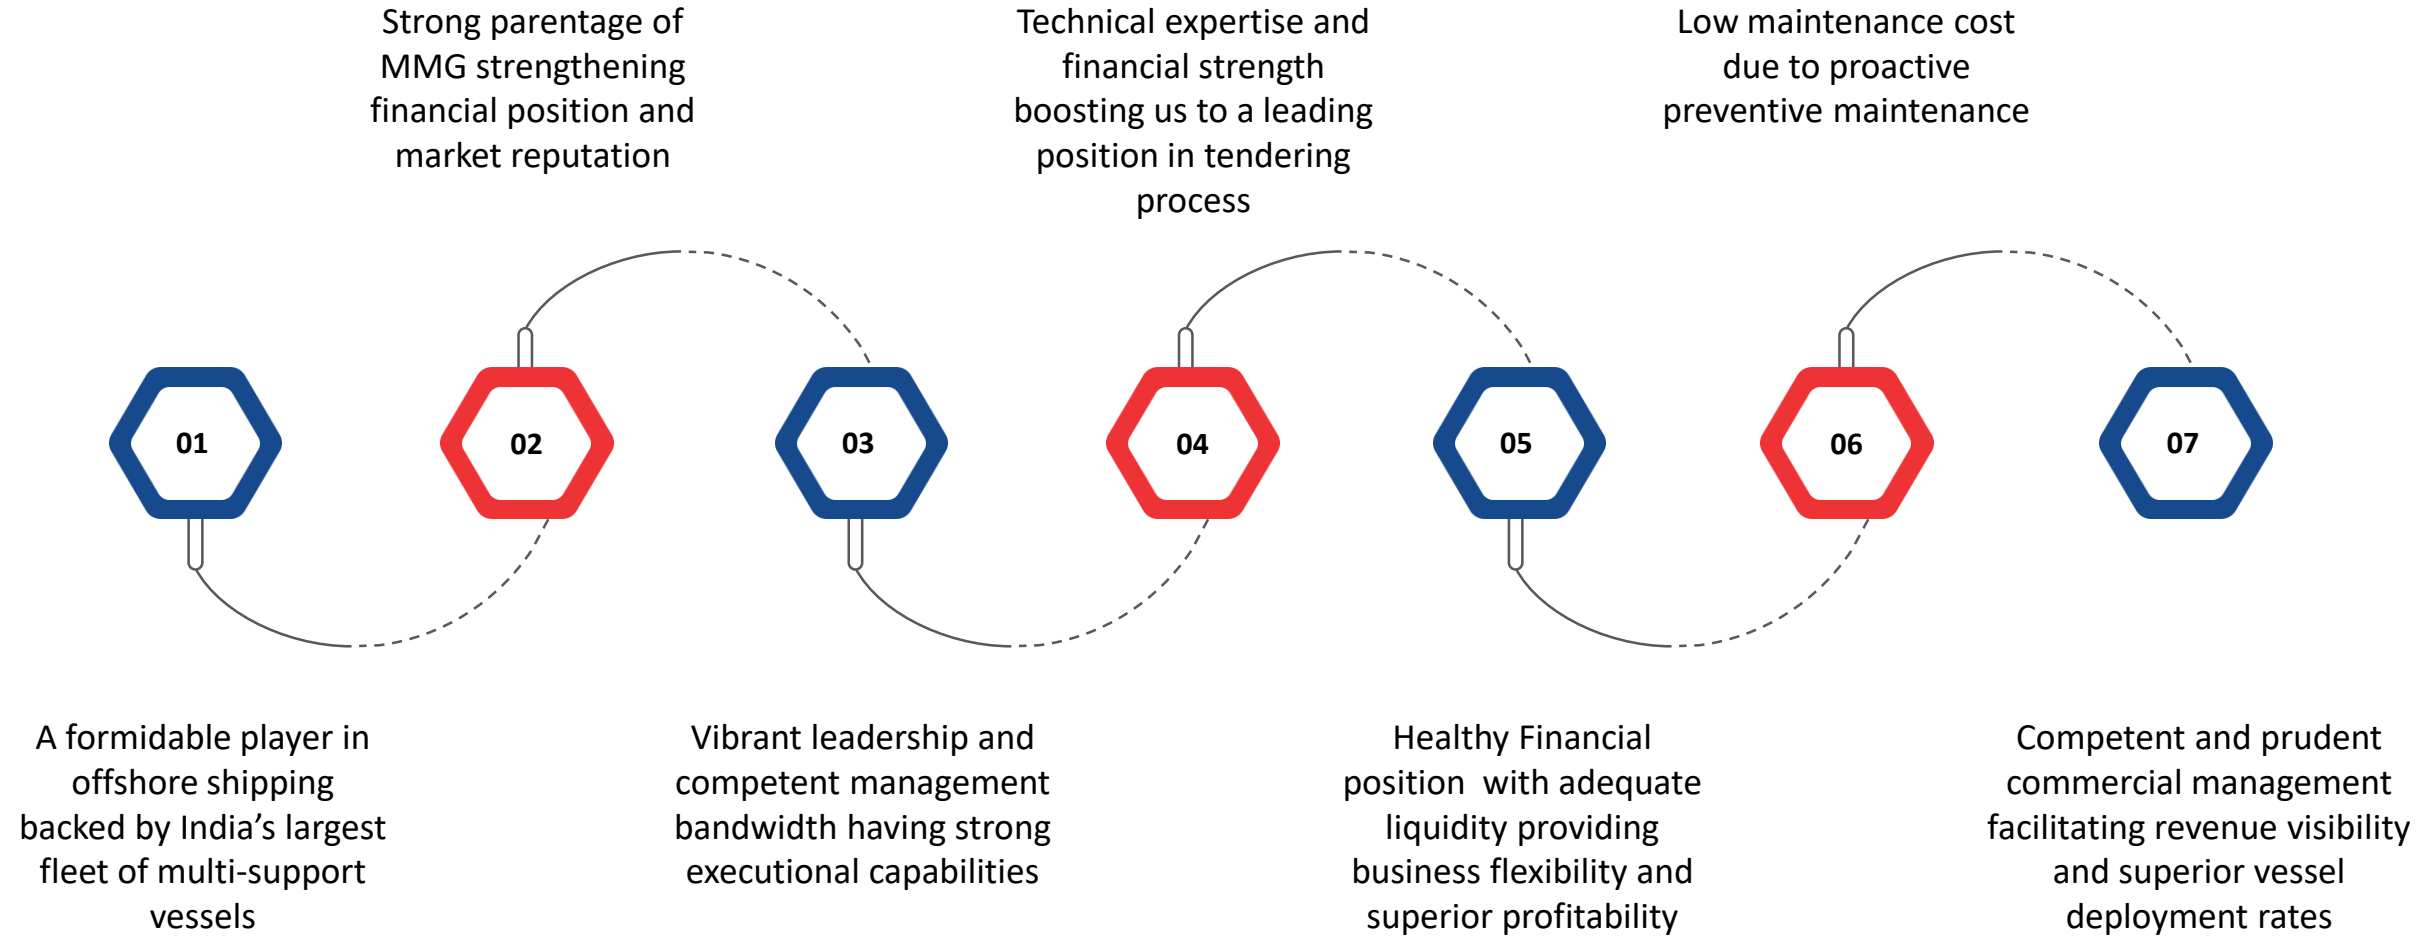 Strong parentage of
MMG strengthening
financial position and
market reputation
Technical expertise and
financial strength
boosting us to a leading
position in tendering
process
Low maintenance cost
due to proactive
preventive maintenance
01
02
03
04
05
06
07
A formidable player in
offshore shipping
backed by India’s largest
fleet of multi-support
vessels
Vibrant leadership and
competent management
bandwidth having strong
executional capabilities
Healthy Financial
position  with adequate
liquidity providing
business flexibility and
superior profitability
Competent and prudent
commercial management
facilitating revenue visibility
and superior vessel
deployment rates